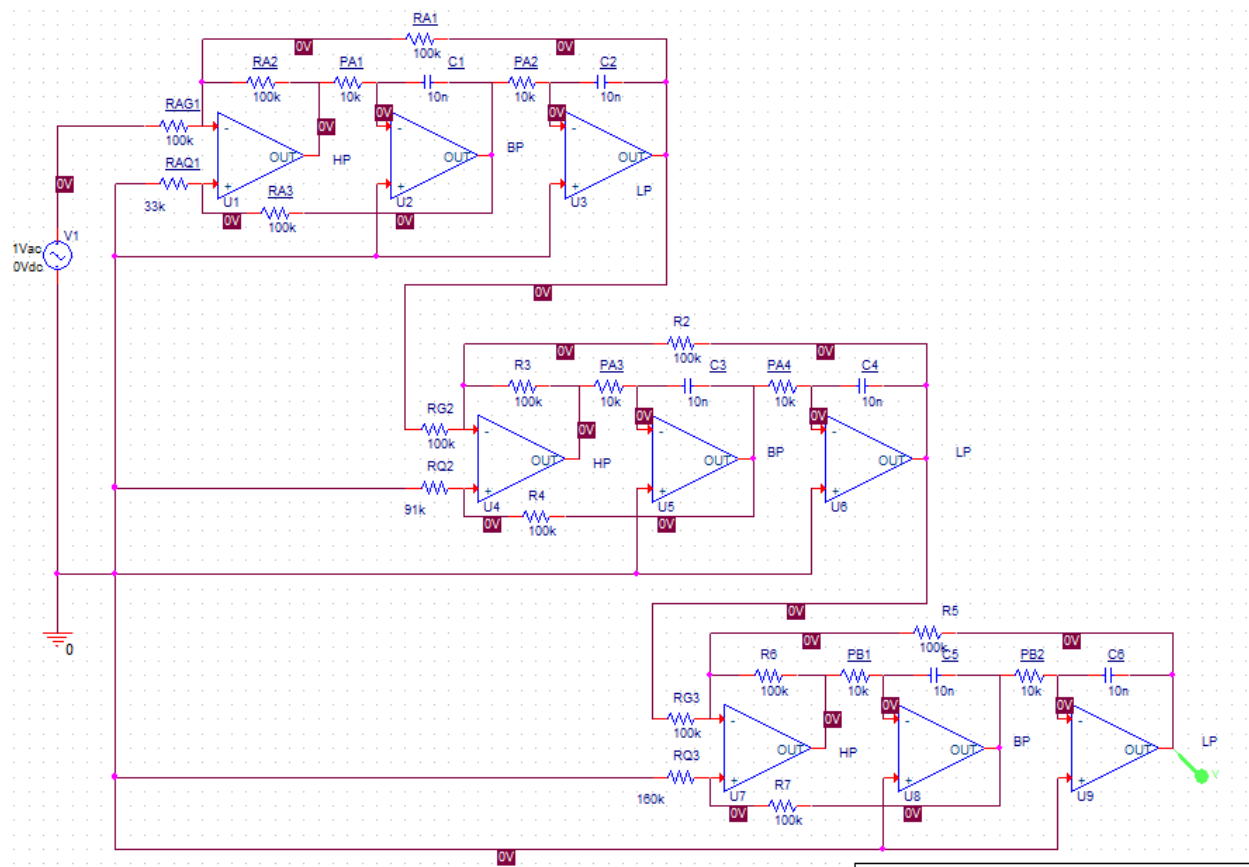 RA1
0V
0V
100k
RA2
PA1
C1
PA2
C2
100k
10k
10n
10k
10n
RAG1
0V
0V
-
-
-
0V
100k
OUT
HP
OUT
BP
OUT
RAQ1
0V
+
+
+
LP
33k
U1
RA3
U2
U3
0V
100k
0V
V1
1Vac
0Vdc
0V
R2
0V
100k
0V
R3
PA3
C3
PA4
C4
100k
10k
10n
10k
10n
RG2
0V
0V
-
-
-
0V
100k
OUT
HP
OUT
BP
OUT
LP
RQ2
+
+
+
91k
U4
R4
U5
U6
0V
100k
0V
0V
R5
0V
100k
0V
0
R6
PB1
C5
PB2
C6
100k
10k
10n
10k
10n
RG3
0V
0V
0V
-
-
-
100k
OUT
HP
OUT
BP
OUT
LP
RQ3
+
+
+
V
160k
U7
R7
U8
U9
0V
100k
0V
0V